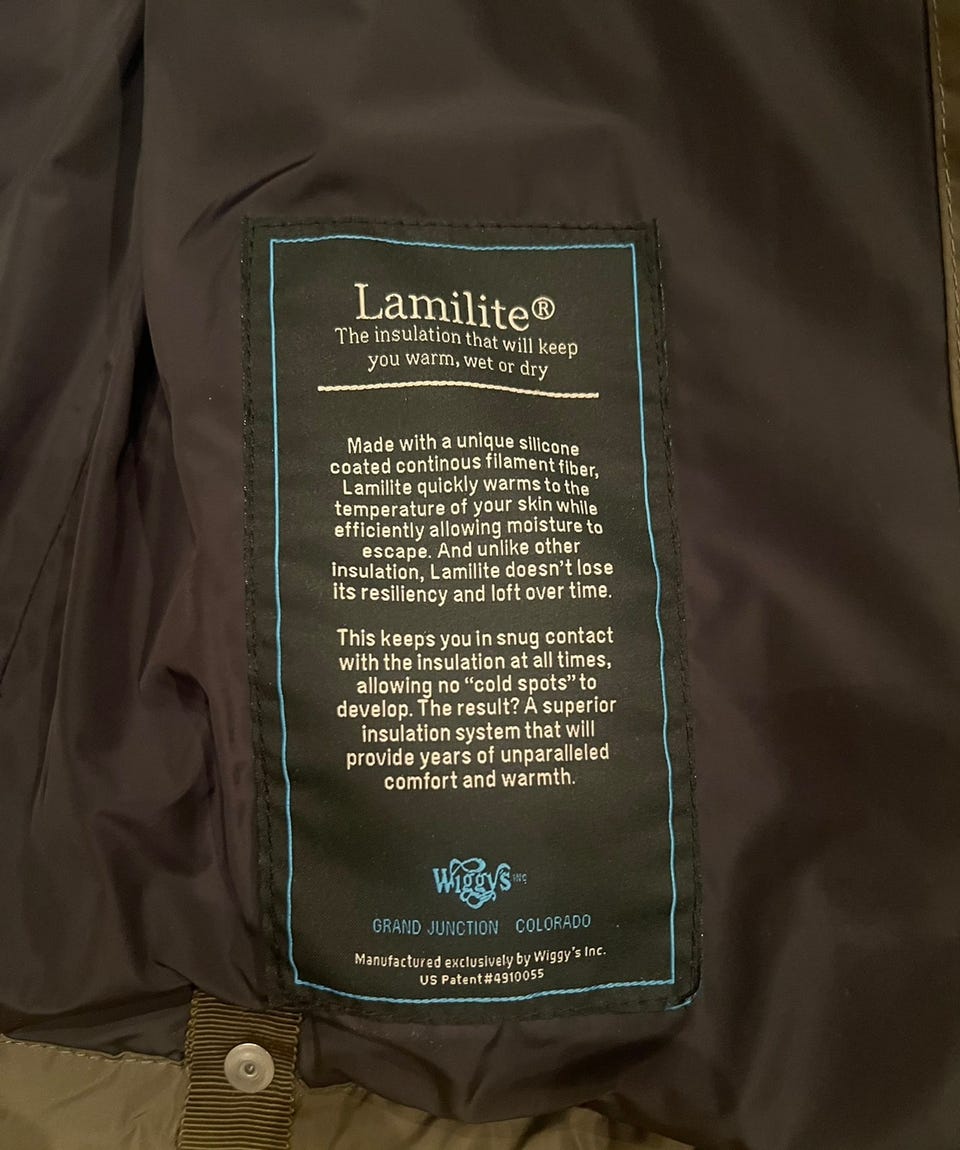 Lamilite®
The insulation that will keep
you warm, wet or dry
Made with a unique silicone
coated continous filament fiber,
Lamilite quickly warms to the
temperature of your skin while
efficiently allowing moisture to
escape. And unlike other
insulation, Lamilite doesn't lose
its resiliency and loft over time.
This keeps you in snug contact
with the insulation at all times,
allowing no "cold spots" to
develop. The result? A superior
insulation system that will
provide years of unparalleled
comfort and warmth.
Wiggy's INC
GRAND JUNCTION COLORADO
Manufactured exclusively by Wiggy's Inc.
US Patent#4910055